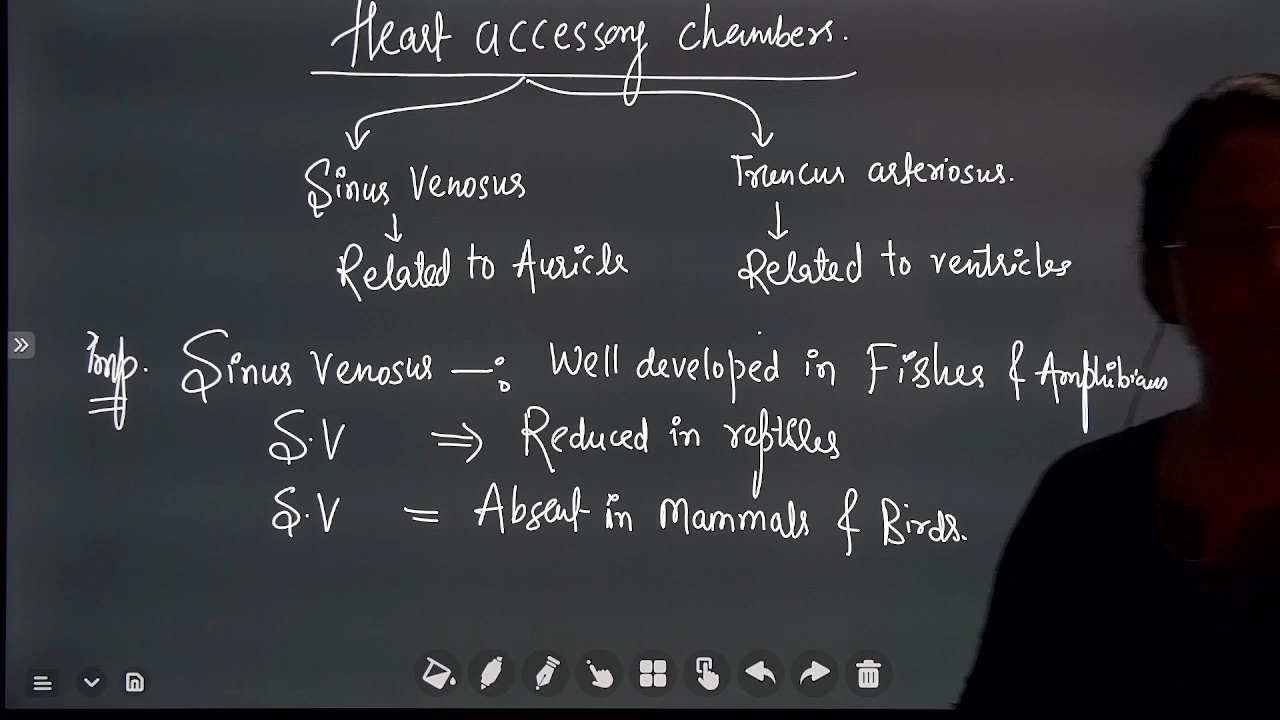 Heart accessory chambers.
Sinus Venosus
Truncus arteriosus.
Related to Auricle
Related to ventricles
Imp. Sinus Venosus —: Well developed in Fishes & Amphibians
S.V ⇒ Reduced in reptiles
S.V = Absent in Mammals & Birds.